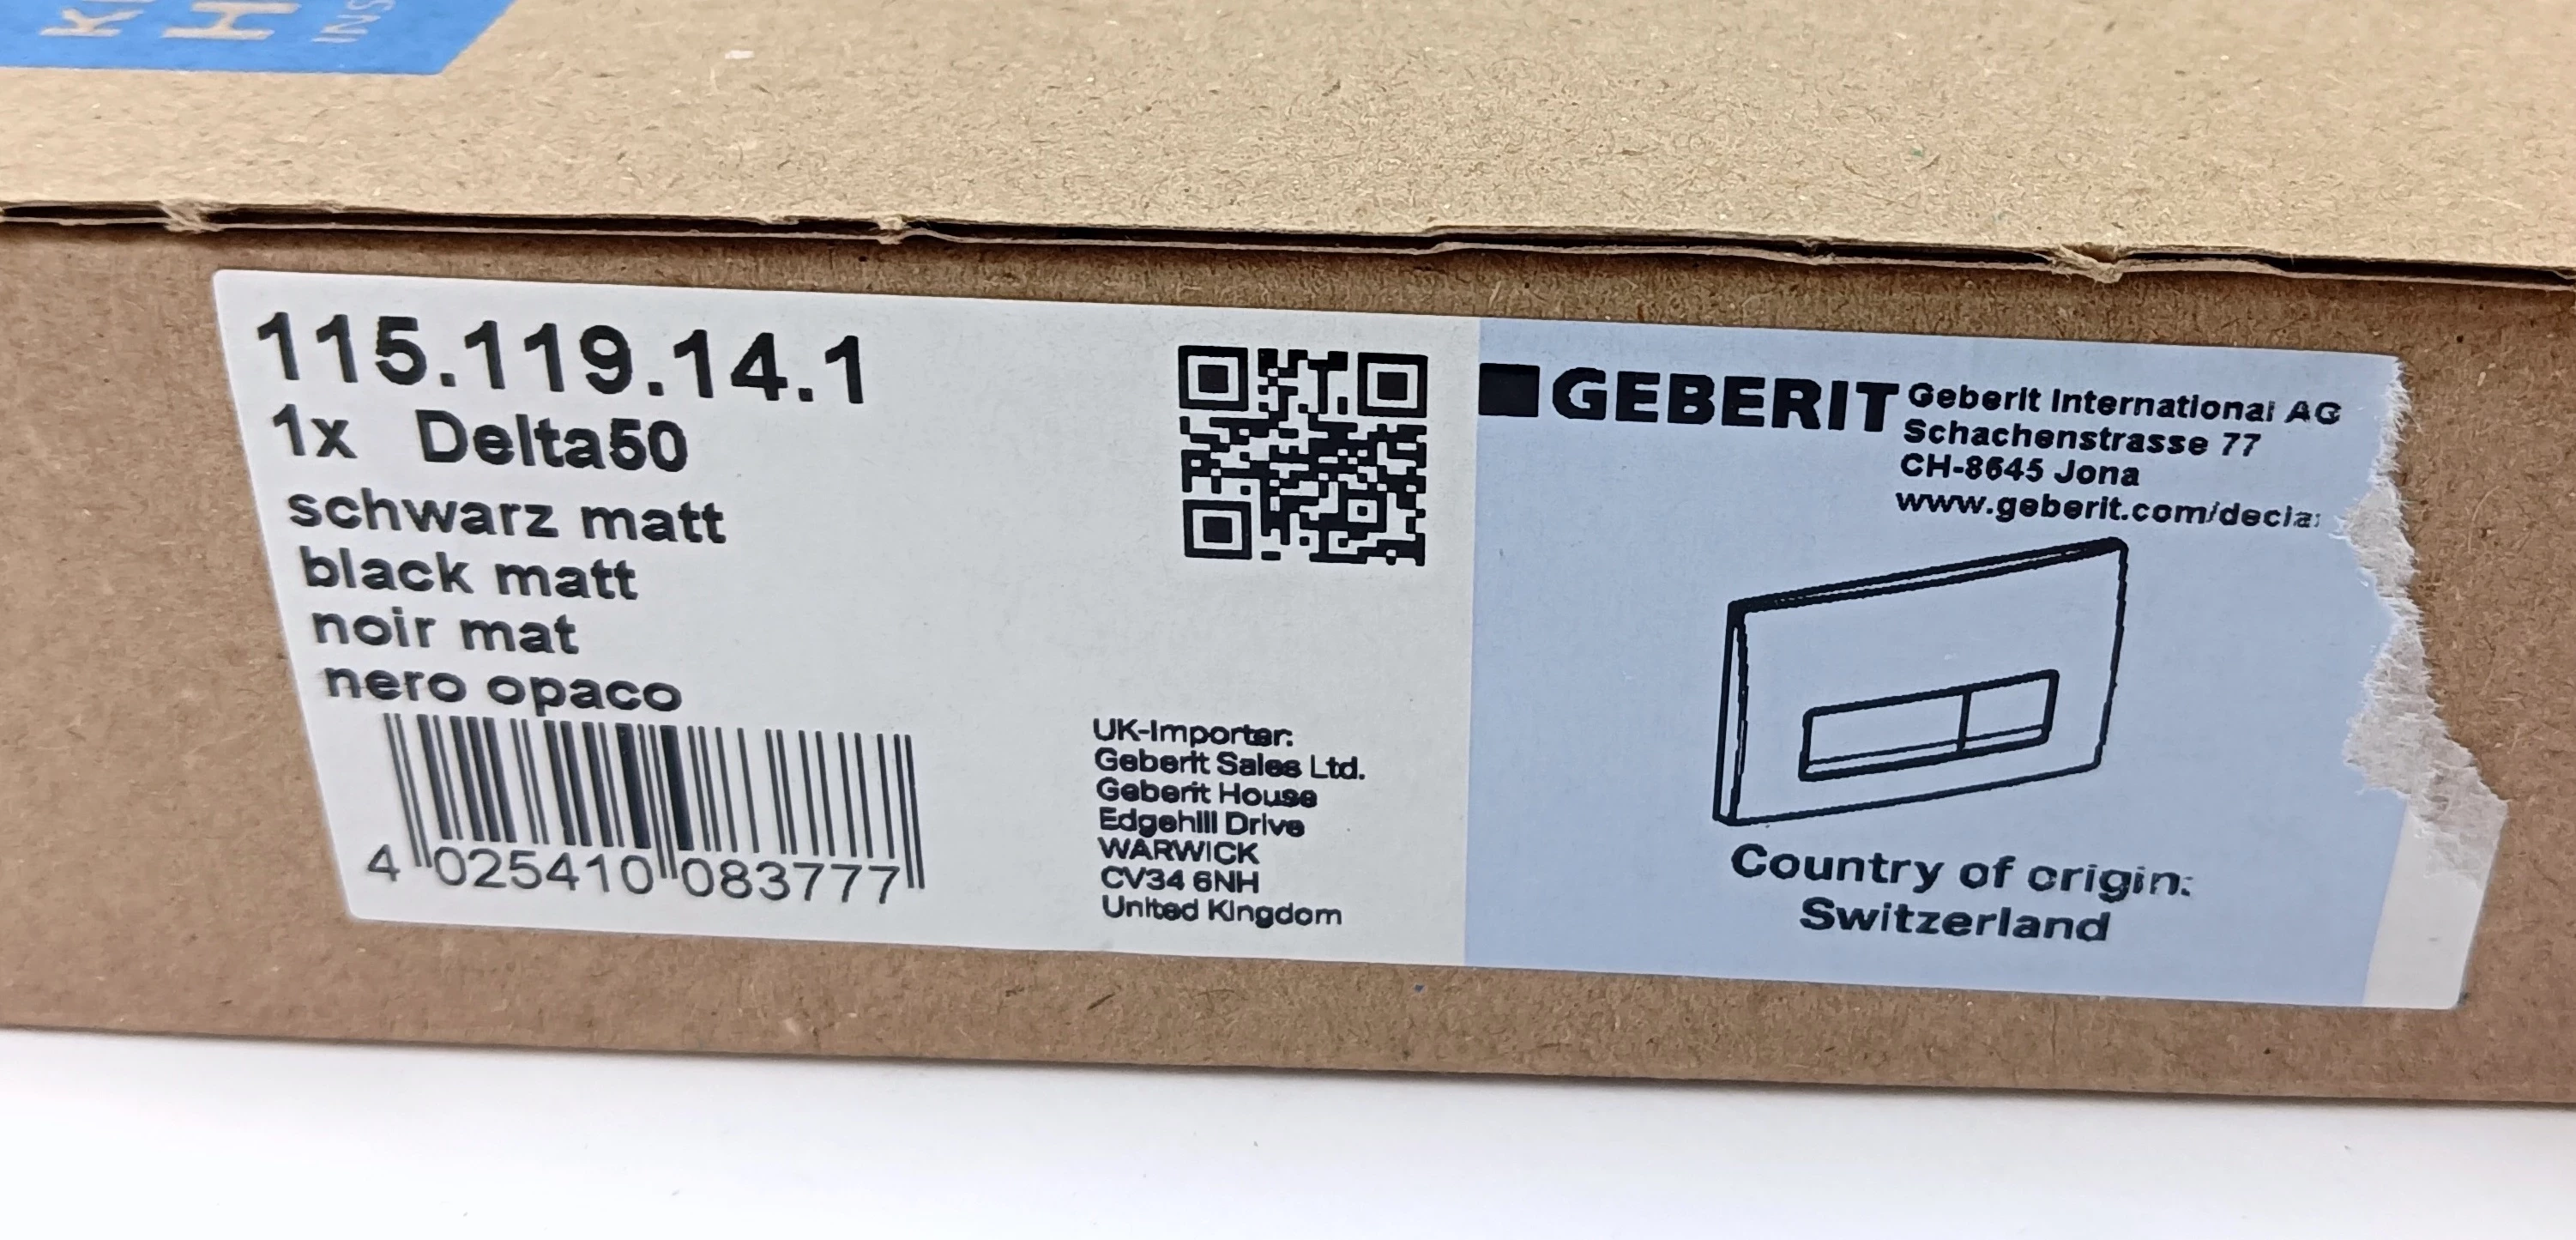 115.119.14.1
1x Delta50
schwarz matt
black matt
noir mat
nero opaco
4 025410 083777
UK-Importer:
Geberit Sales Ltd.
Geberit House
Edgehill Drive
WARWICK
CV34 6NH
United Kingdom
GEBERIT
Geberit International AG
Schachenstrasse 77
CH-8645 Jona
Country of origin:
Switzerland